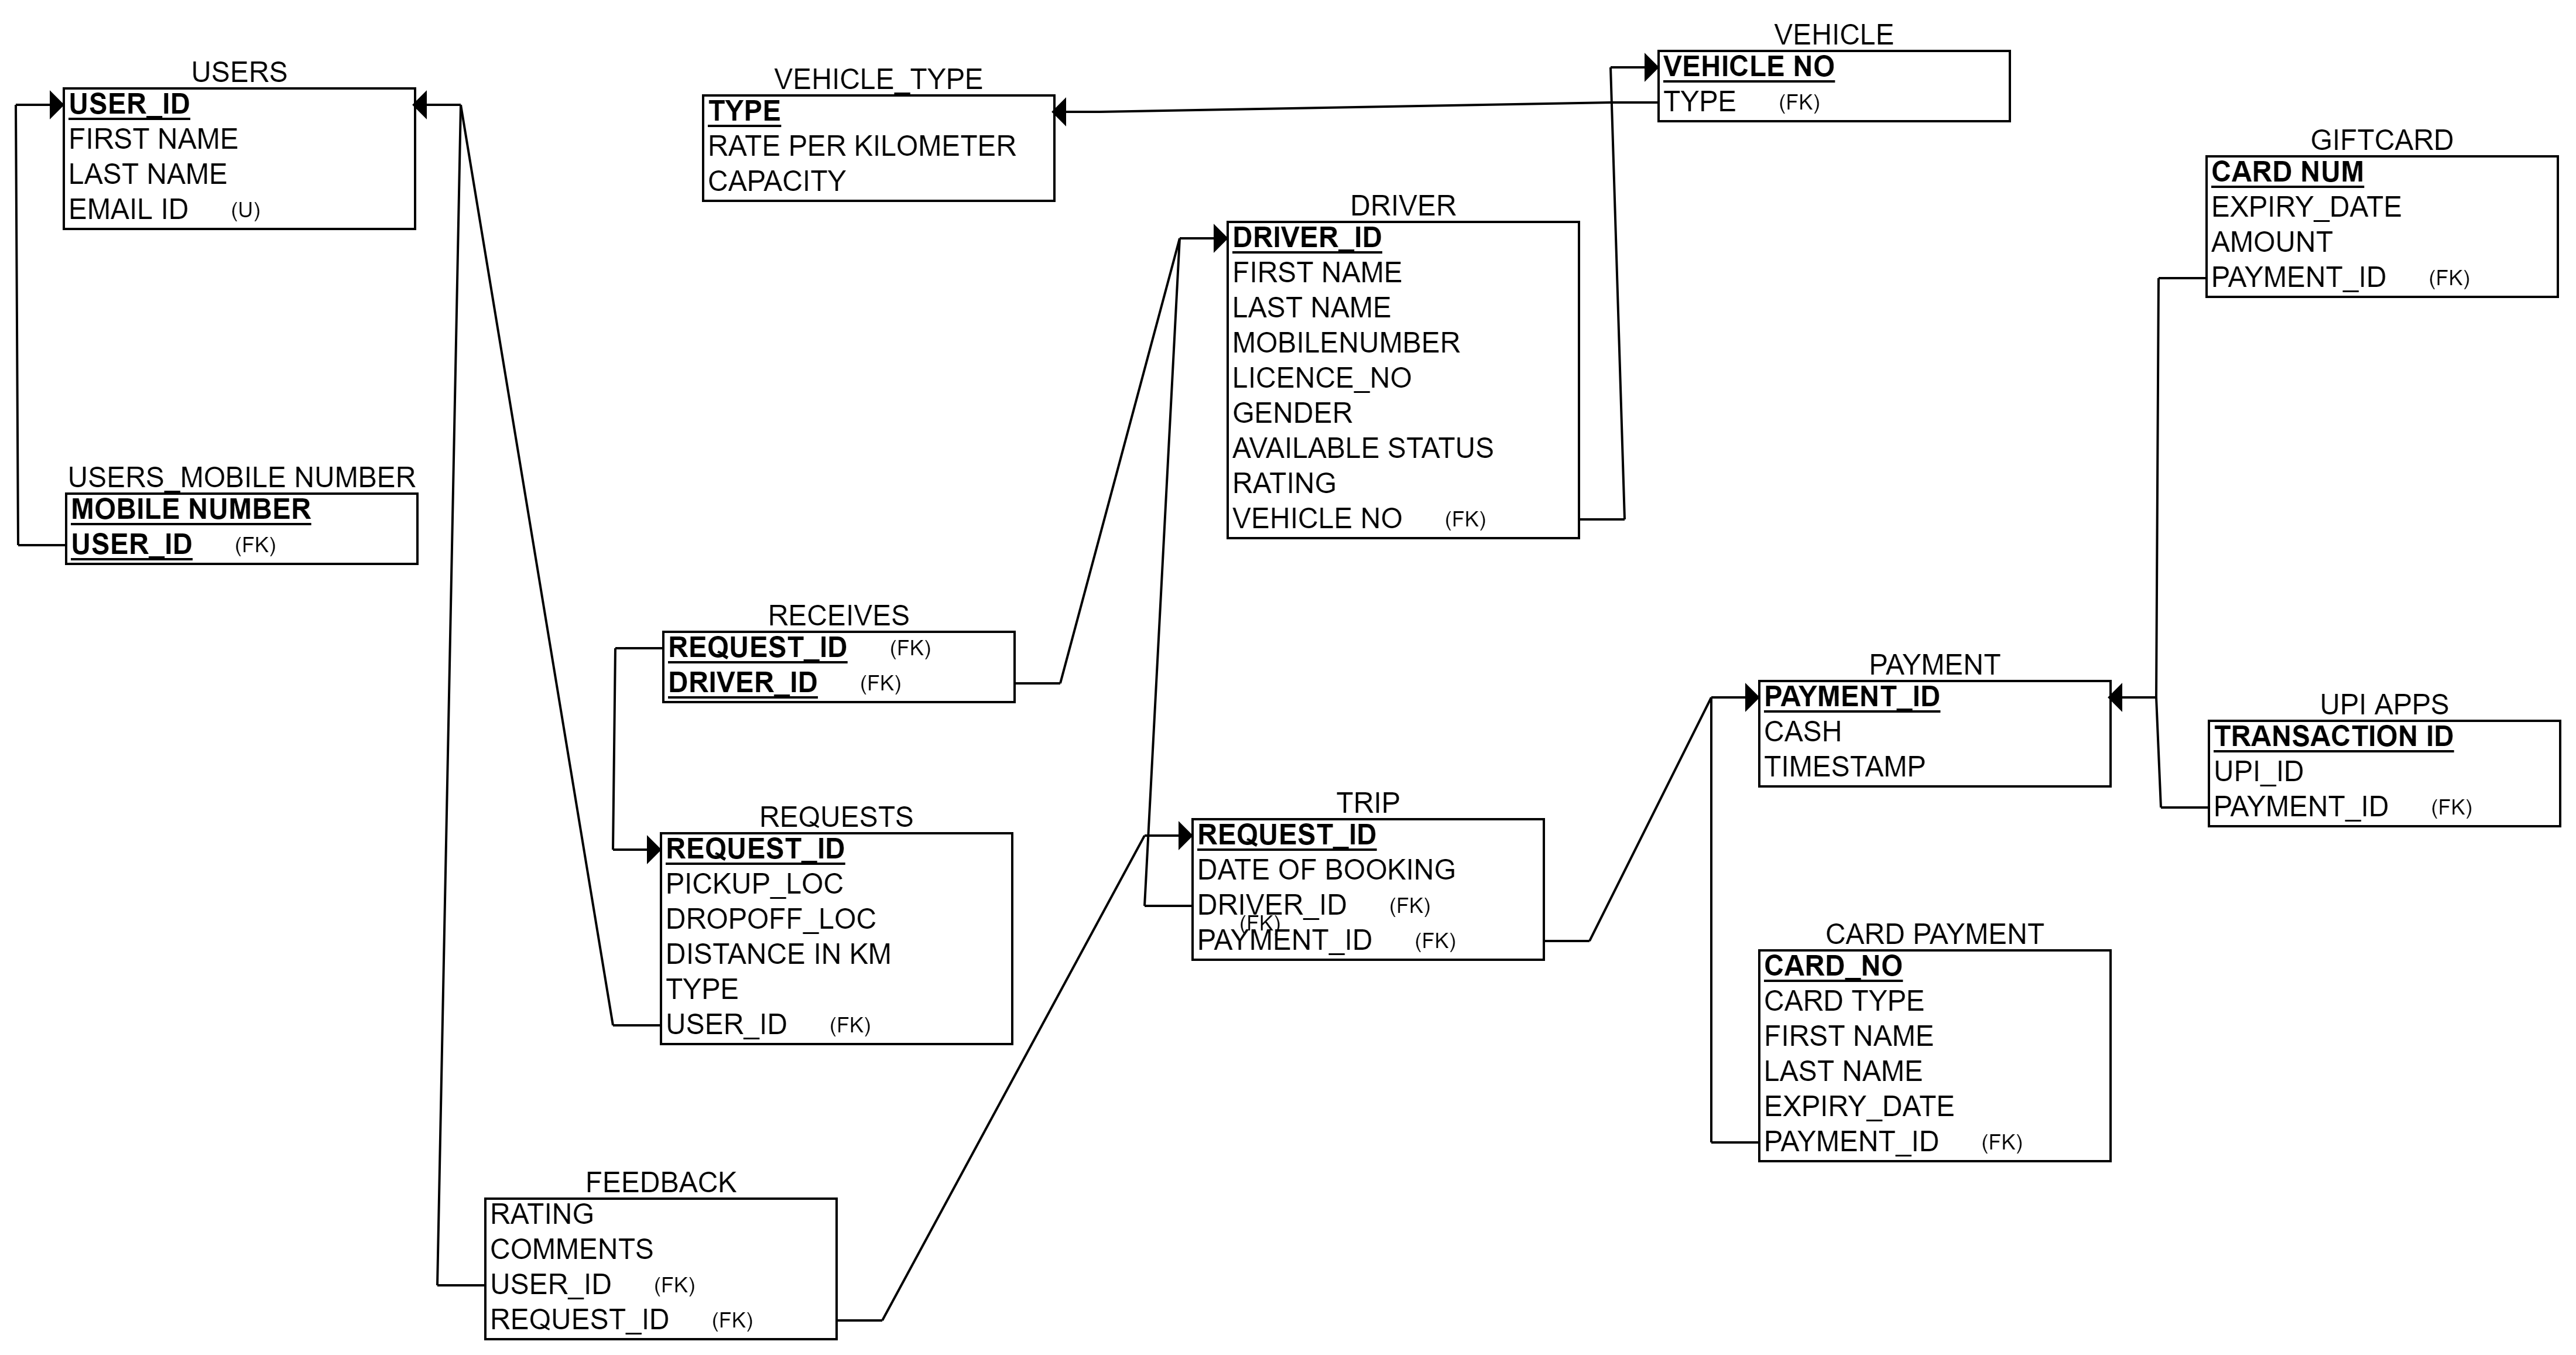 USERS
USER_ID
FIRST NAME
LAST NAME
EMAIL ID (U)
USERS_MOBILE NUMBER
MOBILE NUMBER
USER_ID (FK)
VEHICLE_TYPE
TYPE
RATE PER KILOMETER
CAPACITY
VEHICLE
VEHICLE NO
TYPE (FK)
DRIVER
DRIVER_ID
FIRST NAME
LAST NAME
MOBILENUMBER
LICENCE_NO
GENDER
AVAILABLE STATUS
RATING
VEHICLE NO (FK)
GIFTCARD
CARD NUM
EXPIRY_DATE
AMOUNT
PAYMENT_ID (FK)
RECEIVES
REQUEST_ID (FK)
DRIVER_ID (FK)
REQUESTS
REQUEST_ID
PICKUP_LOC
DROPOFF_LOC
DISTANCE IN KM
TYPE
USER_ID (FK)
TRIP
REQUEST_ID
DATE OF BOOKING
DRIVER_ID (FK)
(FK)
PAYMENT_ID (FK)
PAYMENT
PAYMENT_ID
CASH
TIMESTAMP
UPI APPS
TRANSACTION ID
UPI_ID
PAYMENT_ID (FK)
CARD PAYMENT
CARD_NO
CARD TYPE
FIRST NAME
LAST NAME
EXPIRY_DATE
PAYMENT_ID (FK)
FEEDBACK
RATING
COMMENTS
USER_ID (FK)
REQUEST_ID (FK)